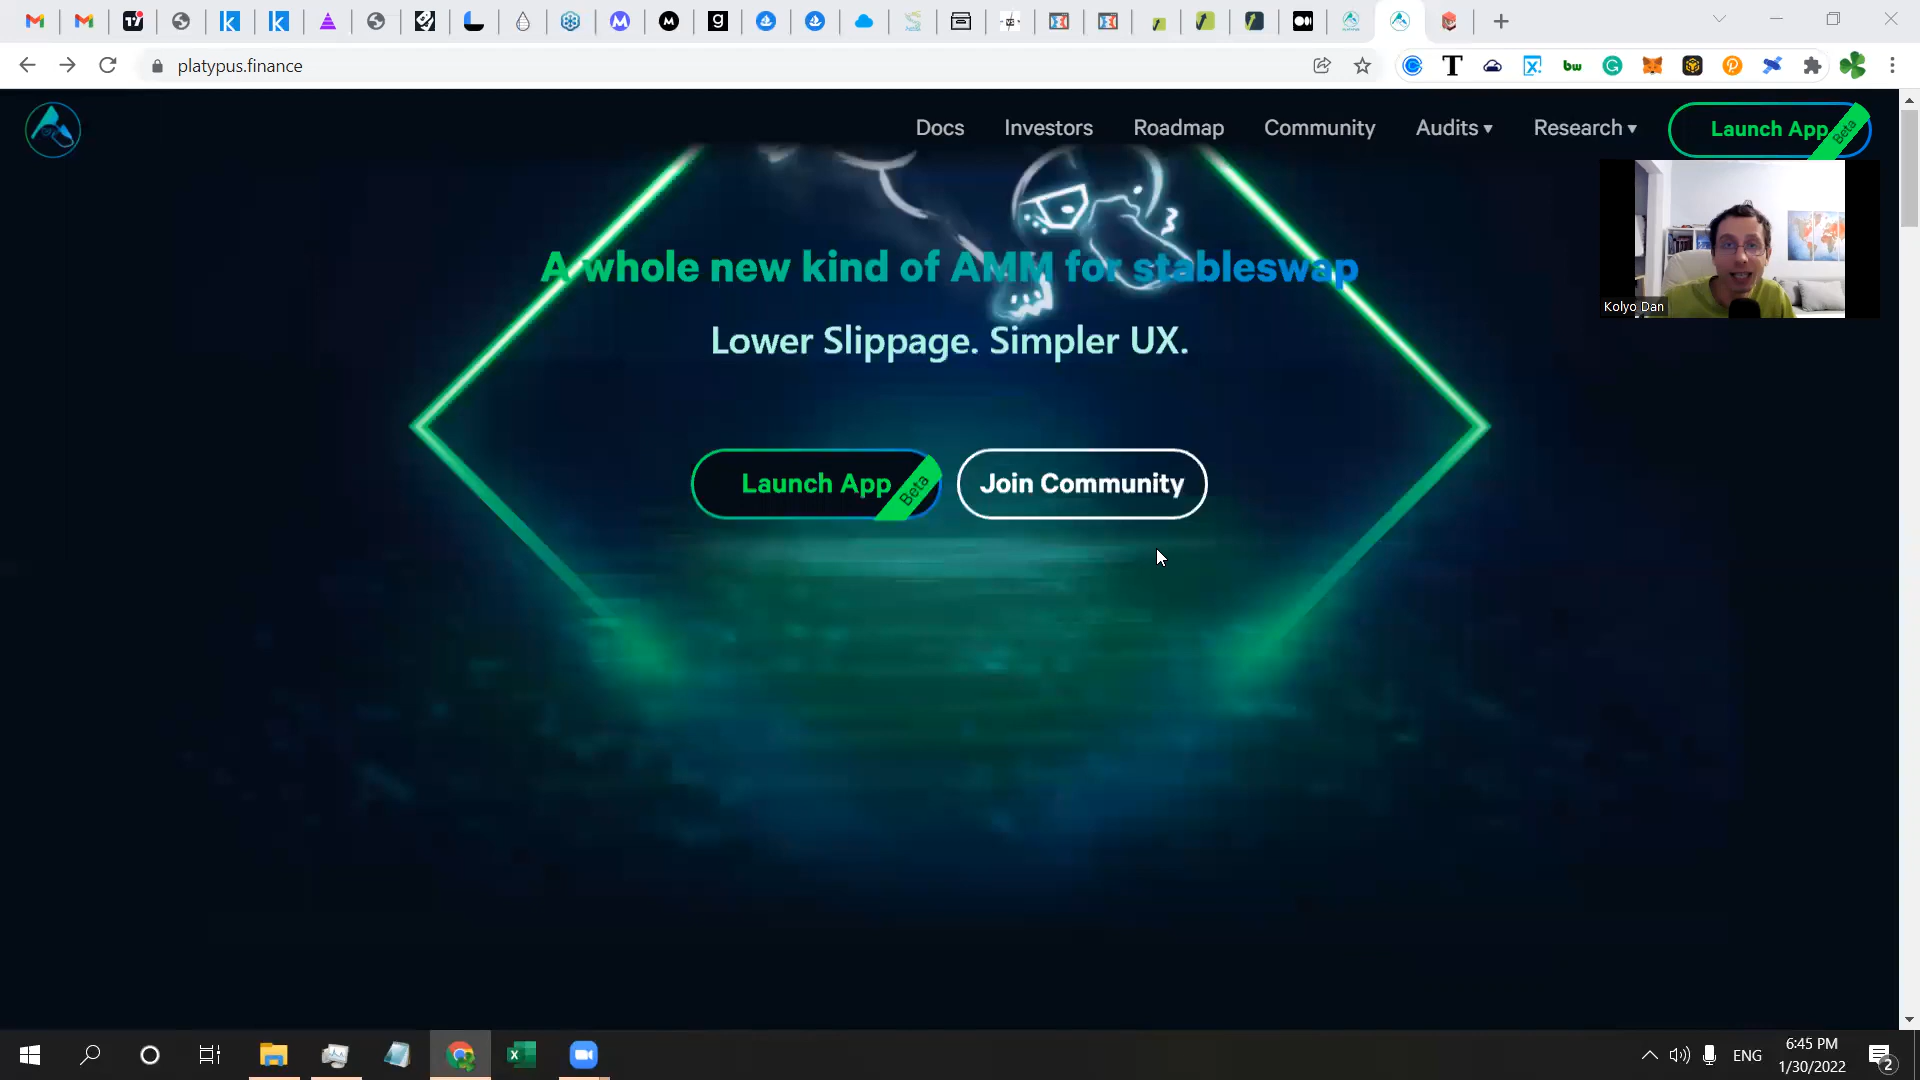 platypus.finance
Docs
Investors
Roadmap
Community
Audits ▾
Research ▾
Launch App
Beta
Kolyo Dan
A whole new kind of AMM for stableswap
Lower Slippage. Simpler UX.
Launch App
Beta
Join Community
ENG
6:45 PM
1/30/2022
2